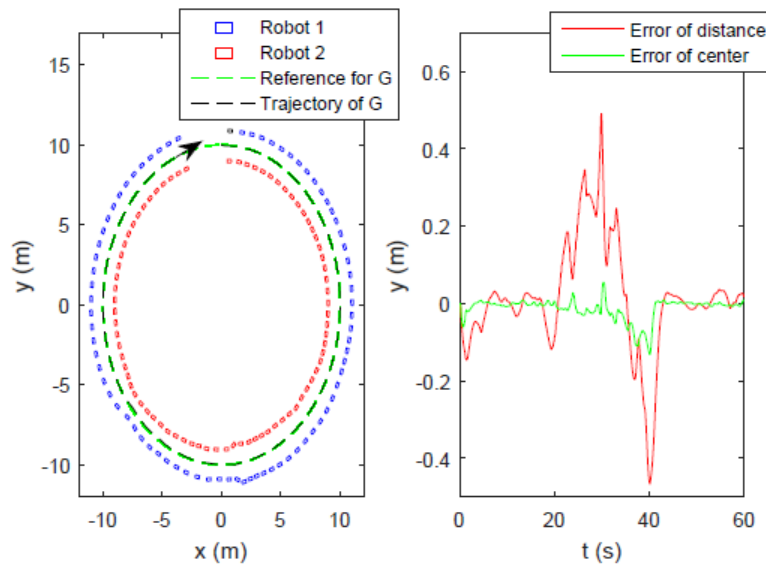 Robot 1
Robot 2
Reference for G
Trajectory of G
y (m)
15
10
5
0
-5
-10
-10
-5
0
5
10
x (m)
Error of distance
Error of center
y (m)
0.6
0.4
0.2
0
-0.2
-0.4
0
20
40
60
t (s)